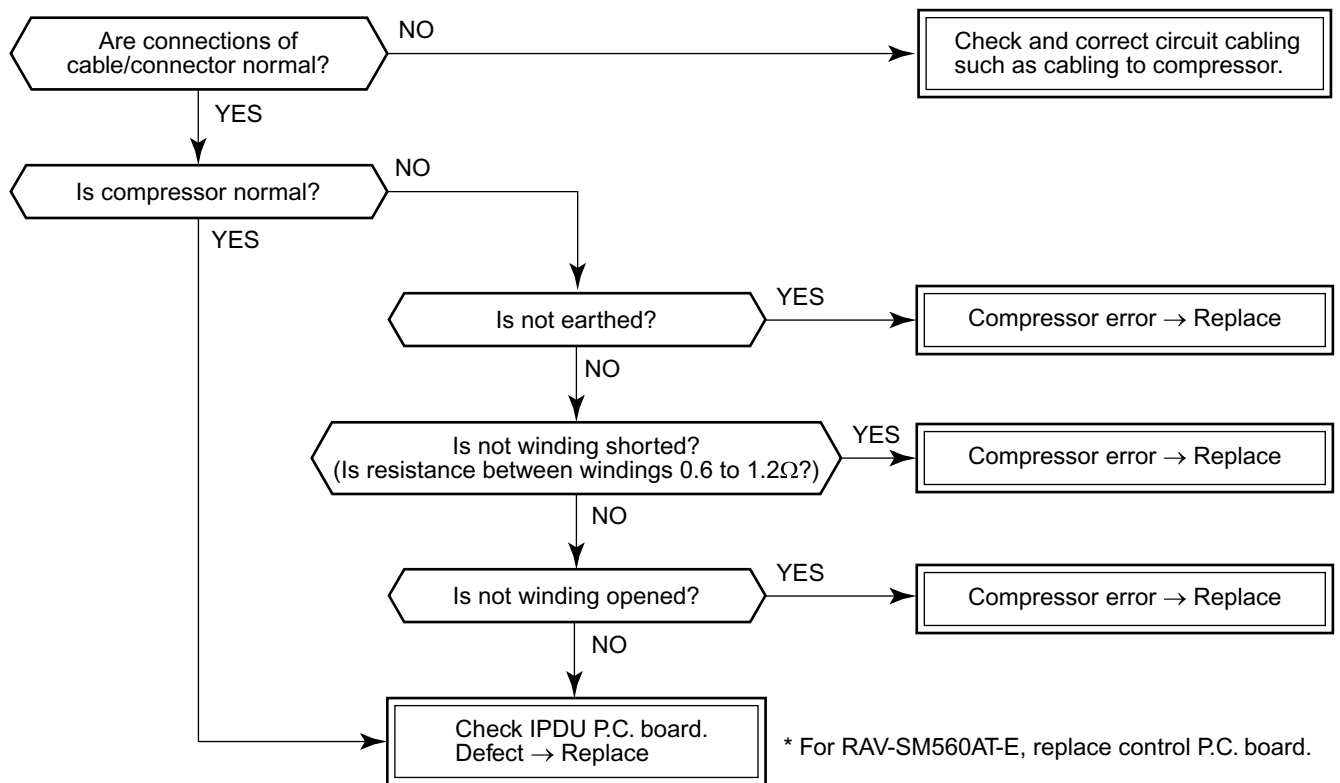 Are connections of
cable/connector normal?
NO
Check and correct circuit cabling
such as cabling to compressor.
YES
Is compressor normal?
NO
YES
Is not earthed?
YES
Compressor error → Replace
NO
Is not winding shorted?
(Is resistance between windings 0.6 to 1.2Ω?)
YES
Compressor error → Replace
NO
Is not winding opened?
YES
Compressor error → Replace
NO
Check IPDU P.C. board.
Defect → Replace
* For RAV-SM560AT-E, replace control P.C. board.